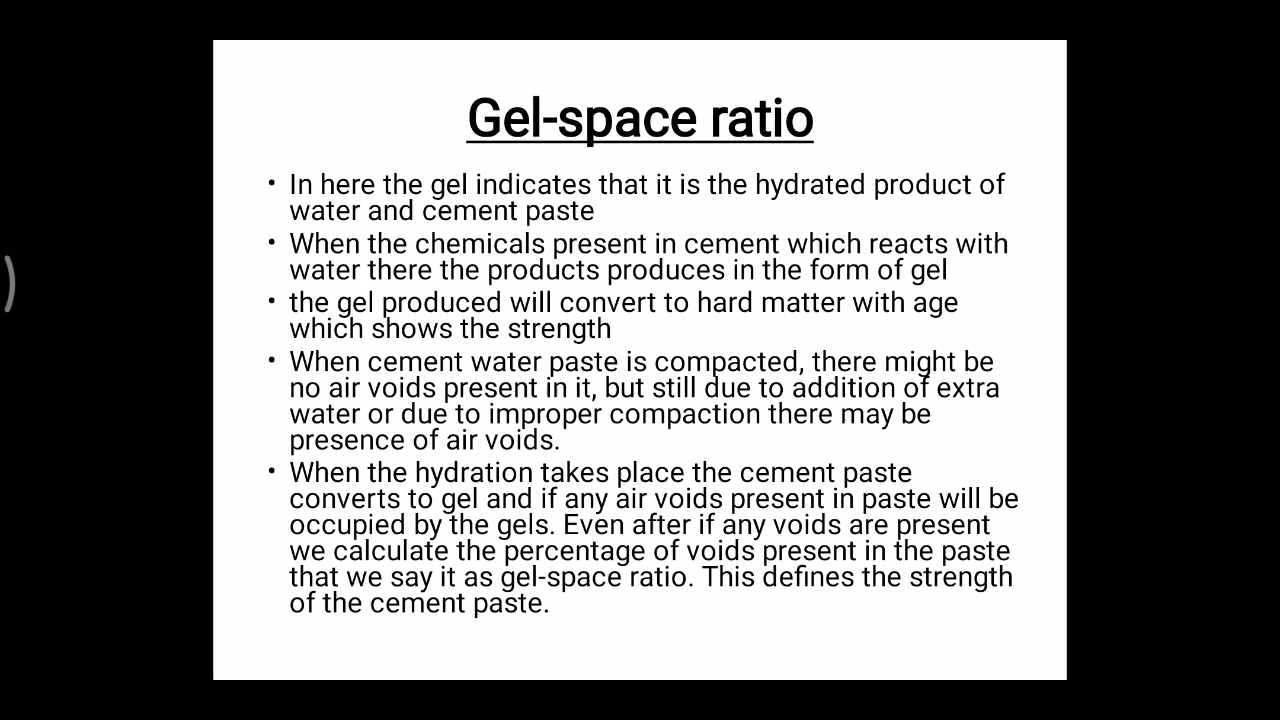 Gel-space ratio
• In here the gel indicates that it is the hydrated product of
water and cement paste
• When the chemicals present in cement which reacts with
water there the products produces in the form of gel
• the gel produced will convert to hard matter with age
which shows the strength
• When cement water paste is compacted, there might be
no air voids present in it, but still due to addition of extra
water or due to improper compaction there may be
presence of air voids.
• When the hydration takes place the cement paste
converts to gel and if any air voids present in paste will be
occupied by the gels. Even after if any voids are present
we calculate the percentage of voids present in the paste
that we say it as gel-space ratio. This defines the strength
of the cement paste.